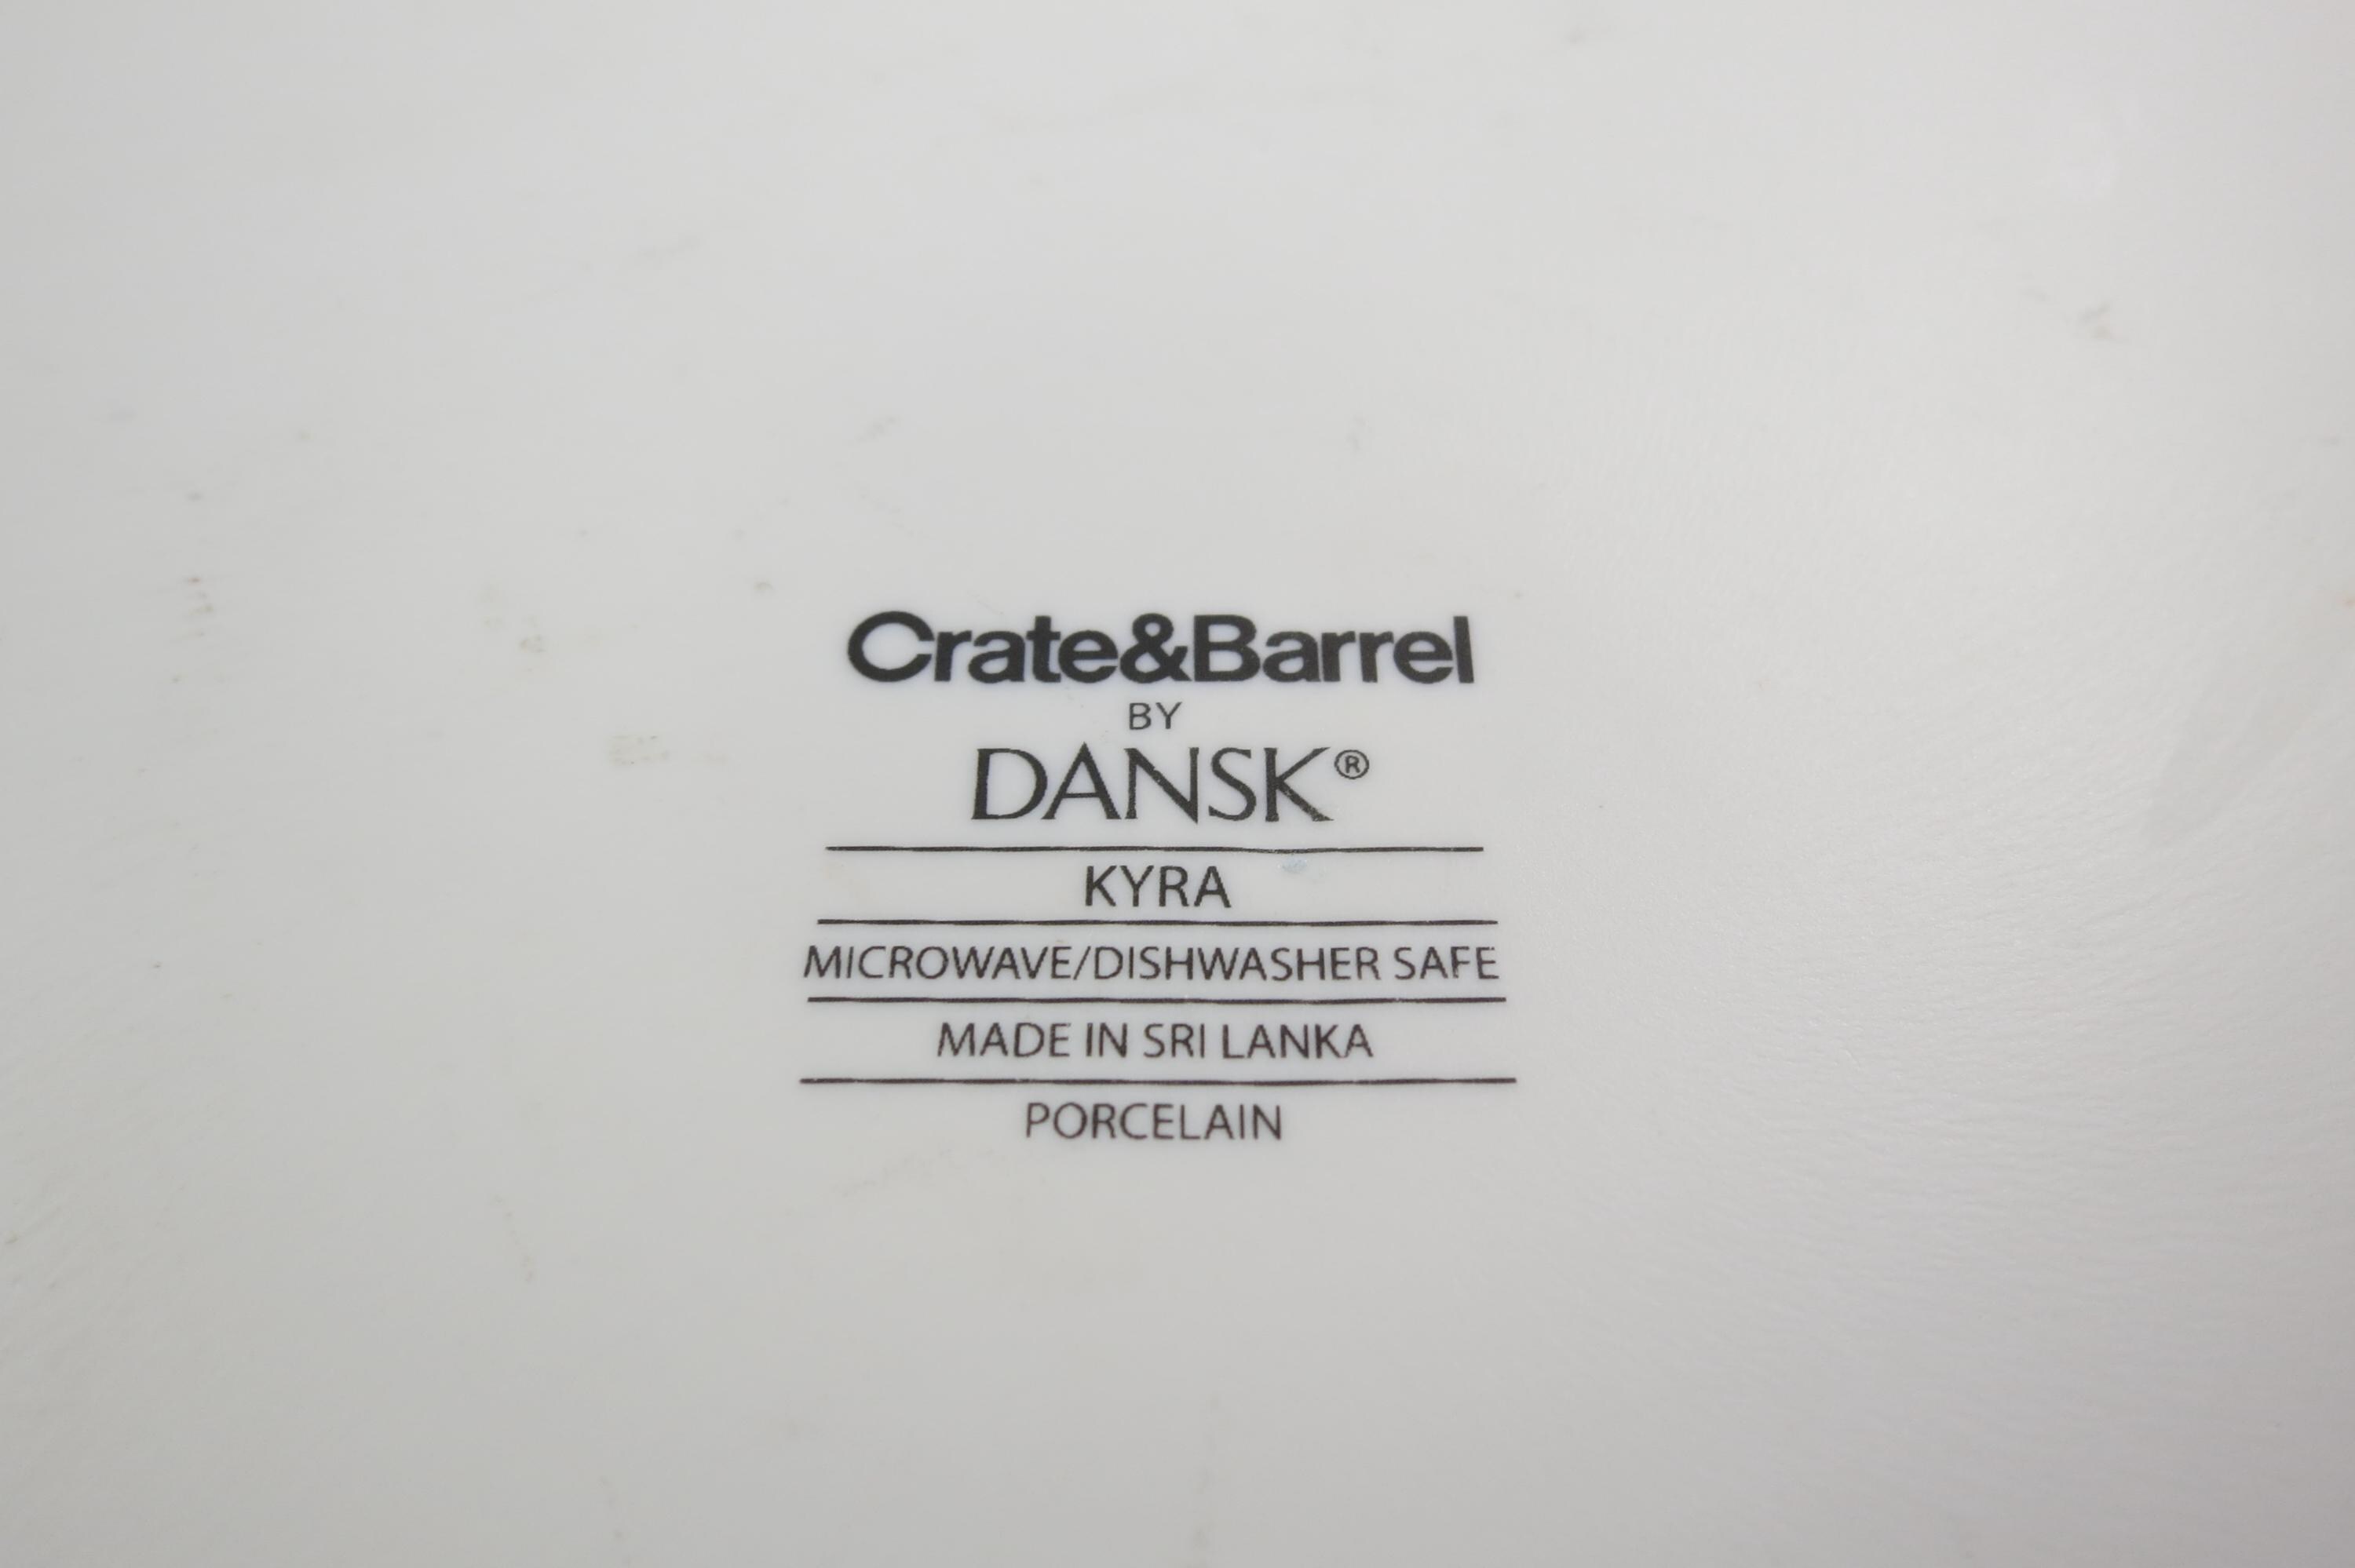 Crate&Barrel
BY
DANSK®
KYRA
MICROWAVE/DISHWASHER SAFE
MADE IN SRI LANKA
PORCELAIN